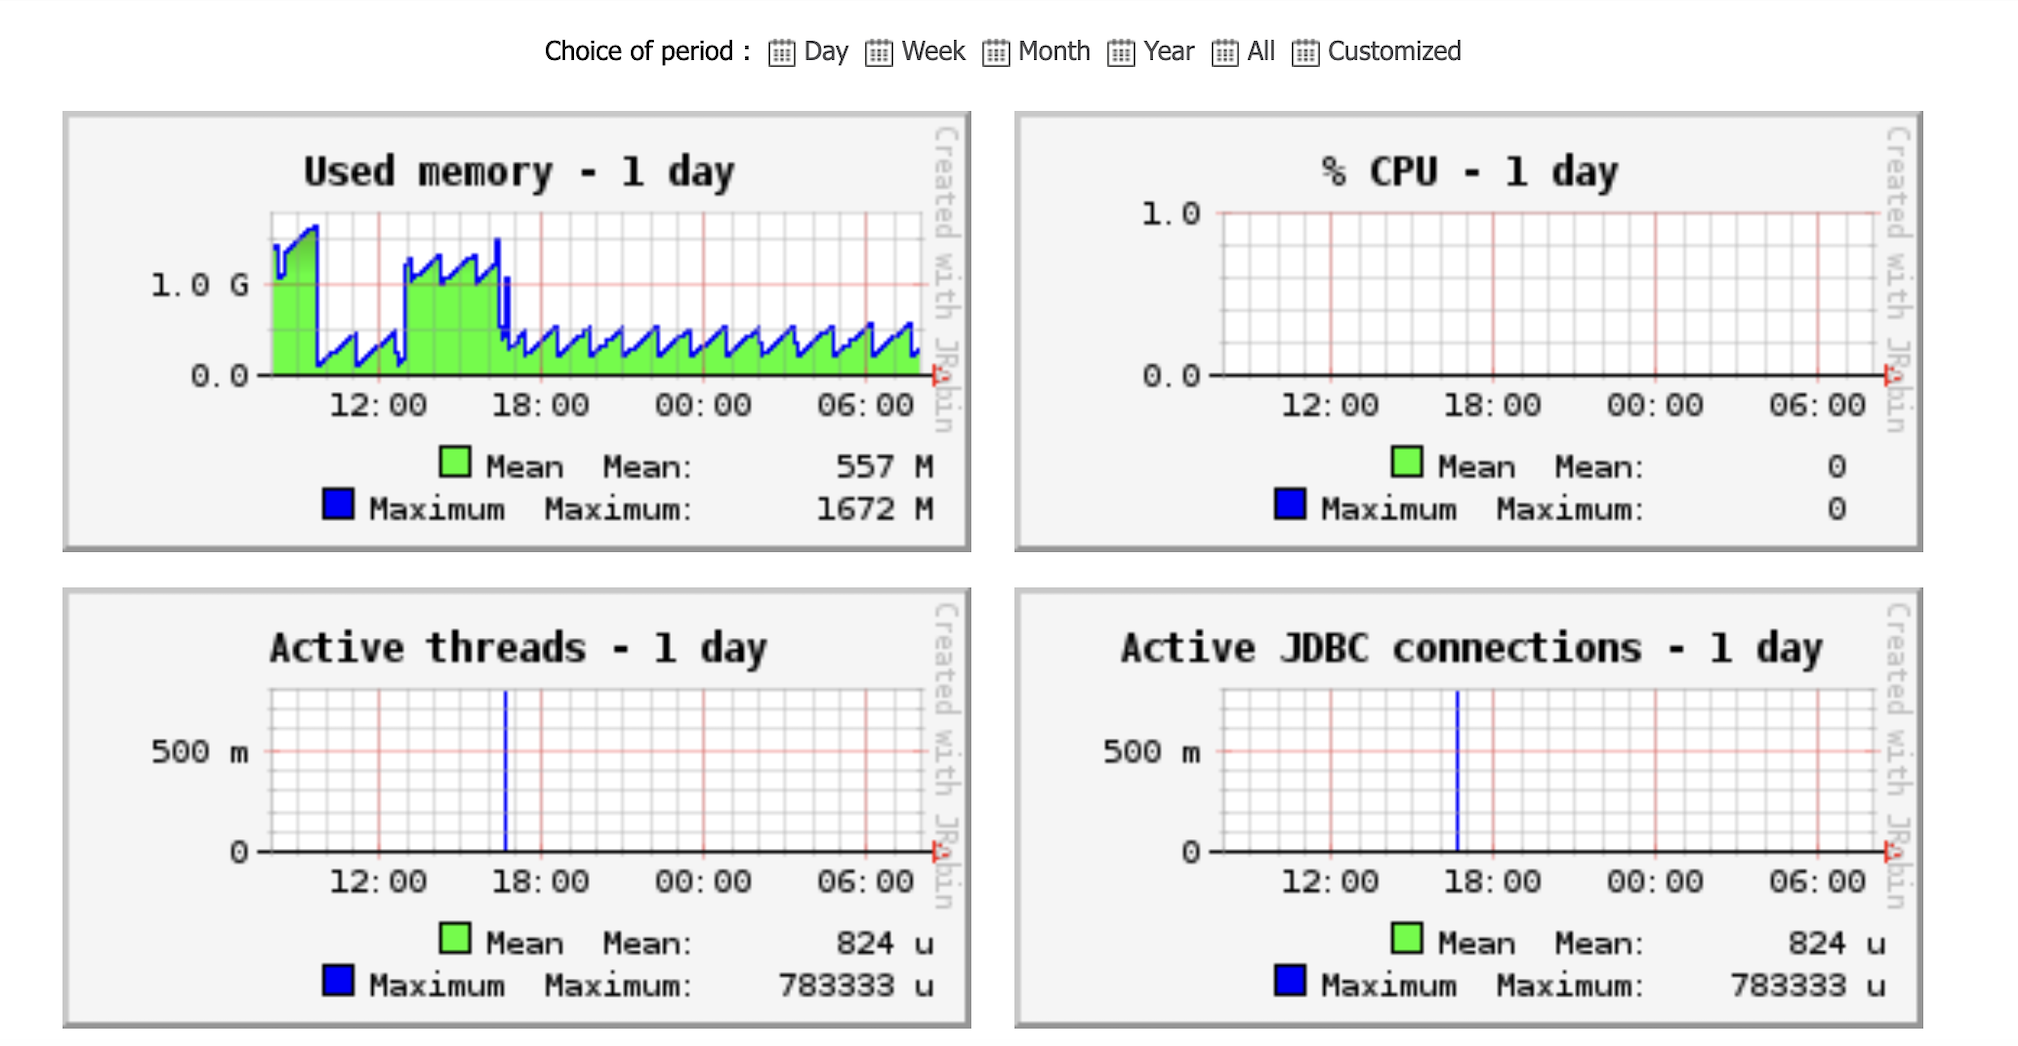 Choice of period : Day Week Month Year All Customized
Used memory - 1 day
1.0 G
0.0
12:00 18:00 00:00 06:00
Mean Mean: 557 M
Maximum Maximum: 1672 M
Created with JRobin
% CPU - 1 day
1.0
0.0
12:00 18:00 00:00 06:00
Mean Mean: 0
Maximum Maximum: 0
Created with JRobin
Active threads - 1 day
500 m
0
12:00 18:00 00:00 06:00
Mean Mean: 824 u
Maximum Maximum: 783333 u
Created with JRobin
Active JDBC connections - 1 day
500 m
0
12:00 18:00 00:00 06:00
Mean Mean: 824 u
Maximum Maximum: 783333 u
Created with JRobin